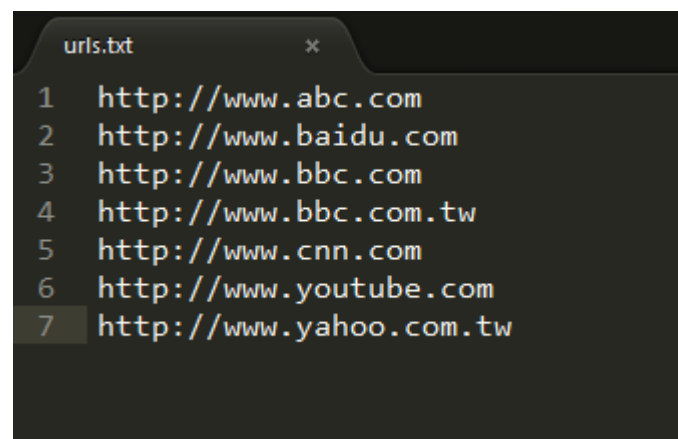 urls.txt ×
1 http://www.abc.com
2 http://www.baidu.com
3 http://www.bbc.com
4 http://www.bbc.com.tw
5 http://www.cnn.com
6 http://www.youtube.com
7 http://www.yahoo.com.tw